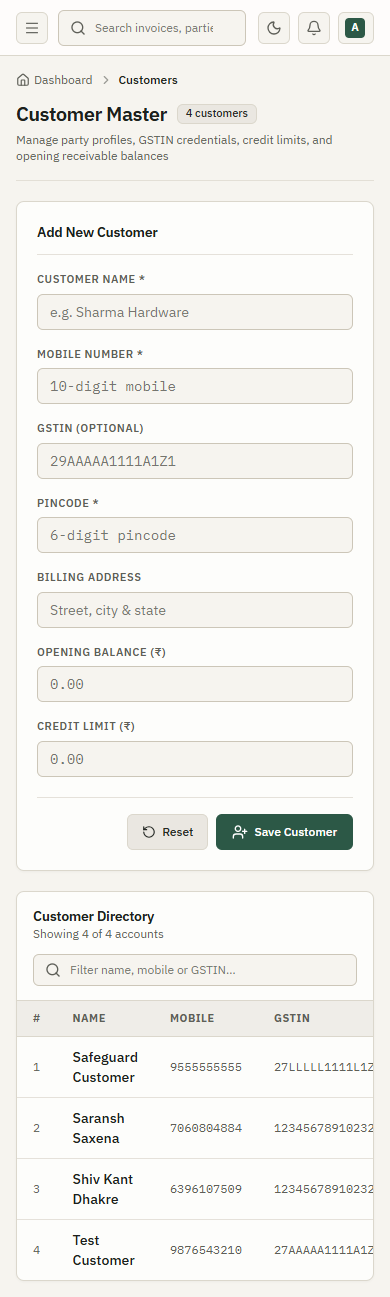 Search invoices, partie
A
Dashboard > Customers
Customer Master 4 customers
Manage party profiles, GSTIN credentials, credit limits, and
opening receivable balances
Add New Customer
CUSTOMER NAME *
e.g. Sharma Hardware
MOBILE NUMBER *
10-digit mobile
GSTIN (OPTIONAL)
29AAAAA1111A1Z1
PINCODE *
6-digit pincode
BILLING ADDRESS
Street, city & state
OPENING BALANCE (₹)
0.00
CREDIT LIMIT (₹)
0.00
Reset Save Customer
Customer Directory
Showing 4 of 4 accounts
Filter name, mobile or GSTIN...
# NAME MOBILE GSTIN
1 Safeguard Customer 9555555555 27LLLLL1111L1Z
2 Saransh Saxena 7060804884 12345678910232
3 Shiv Kant Dhakre 6396107509 12345678910232
4 Test Customer 9876543210 27AAAAA1111A1Z